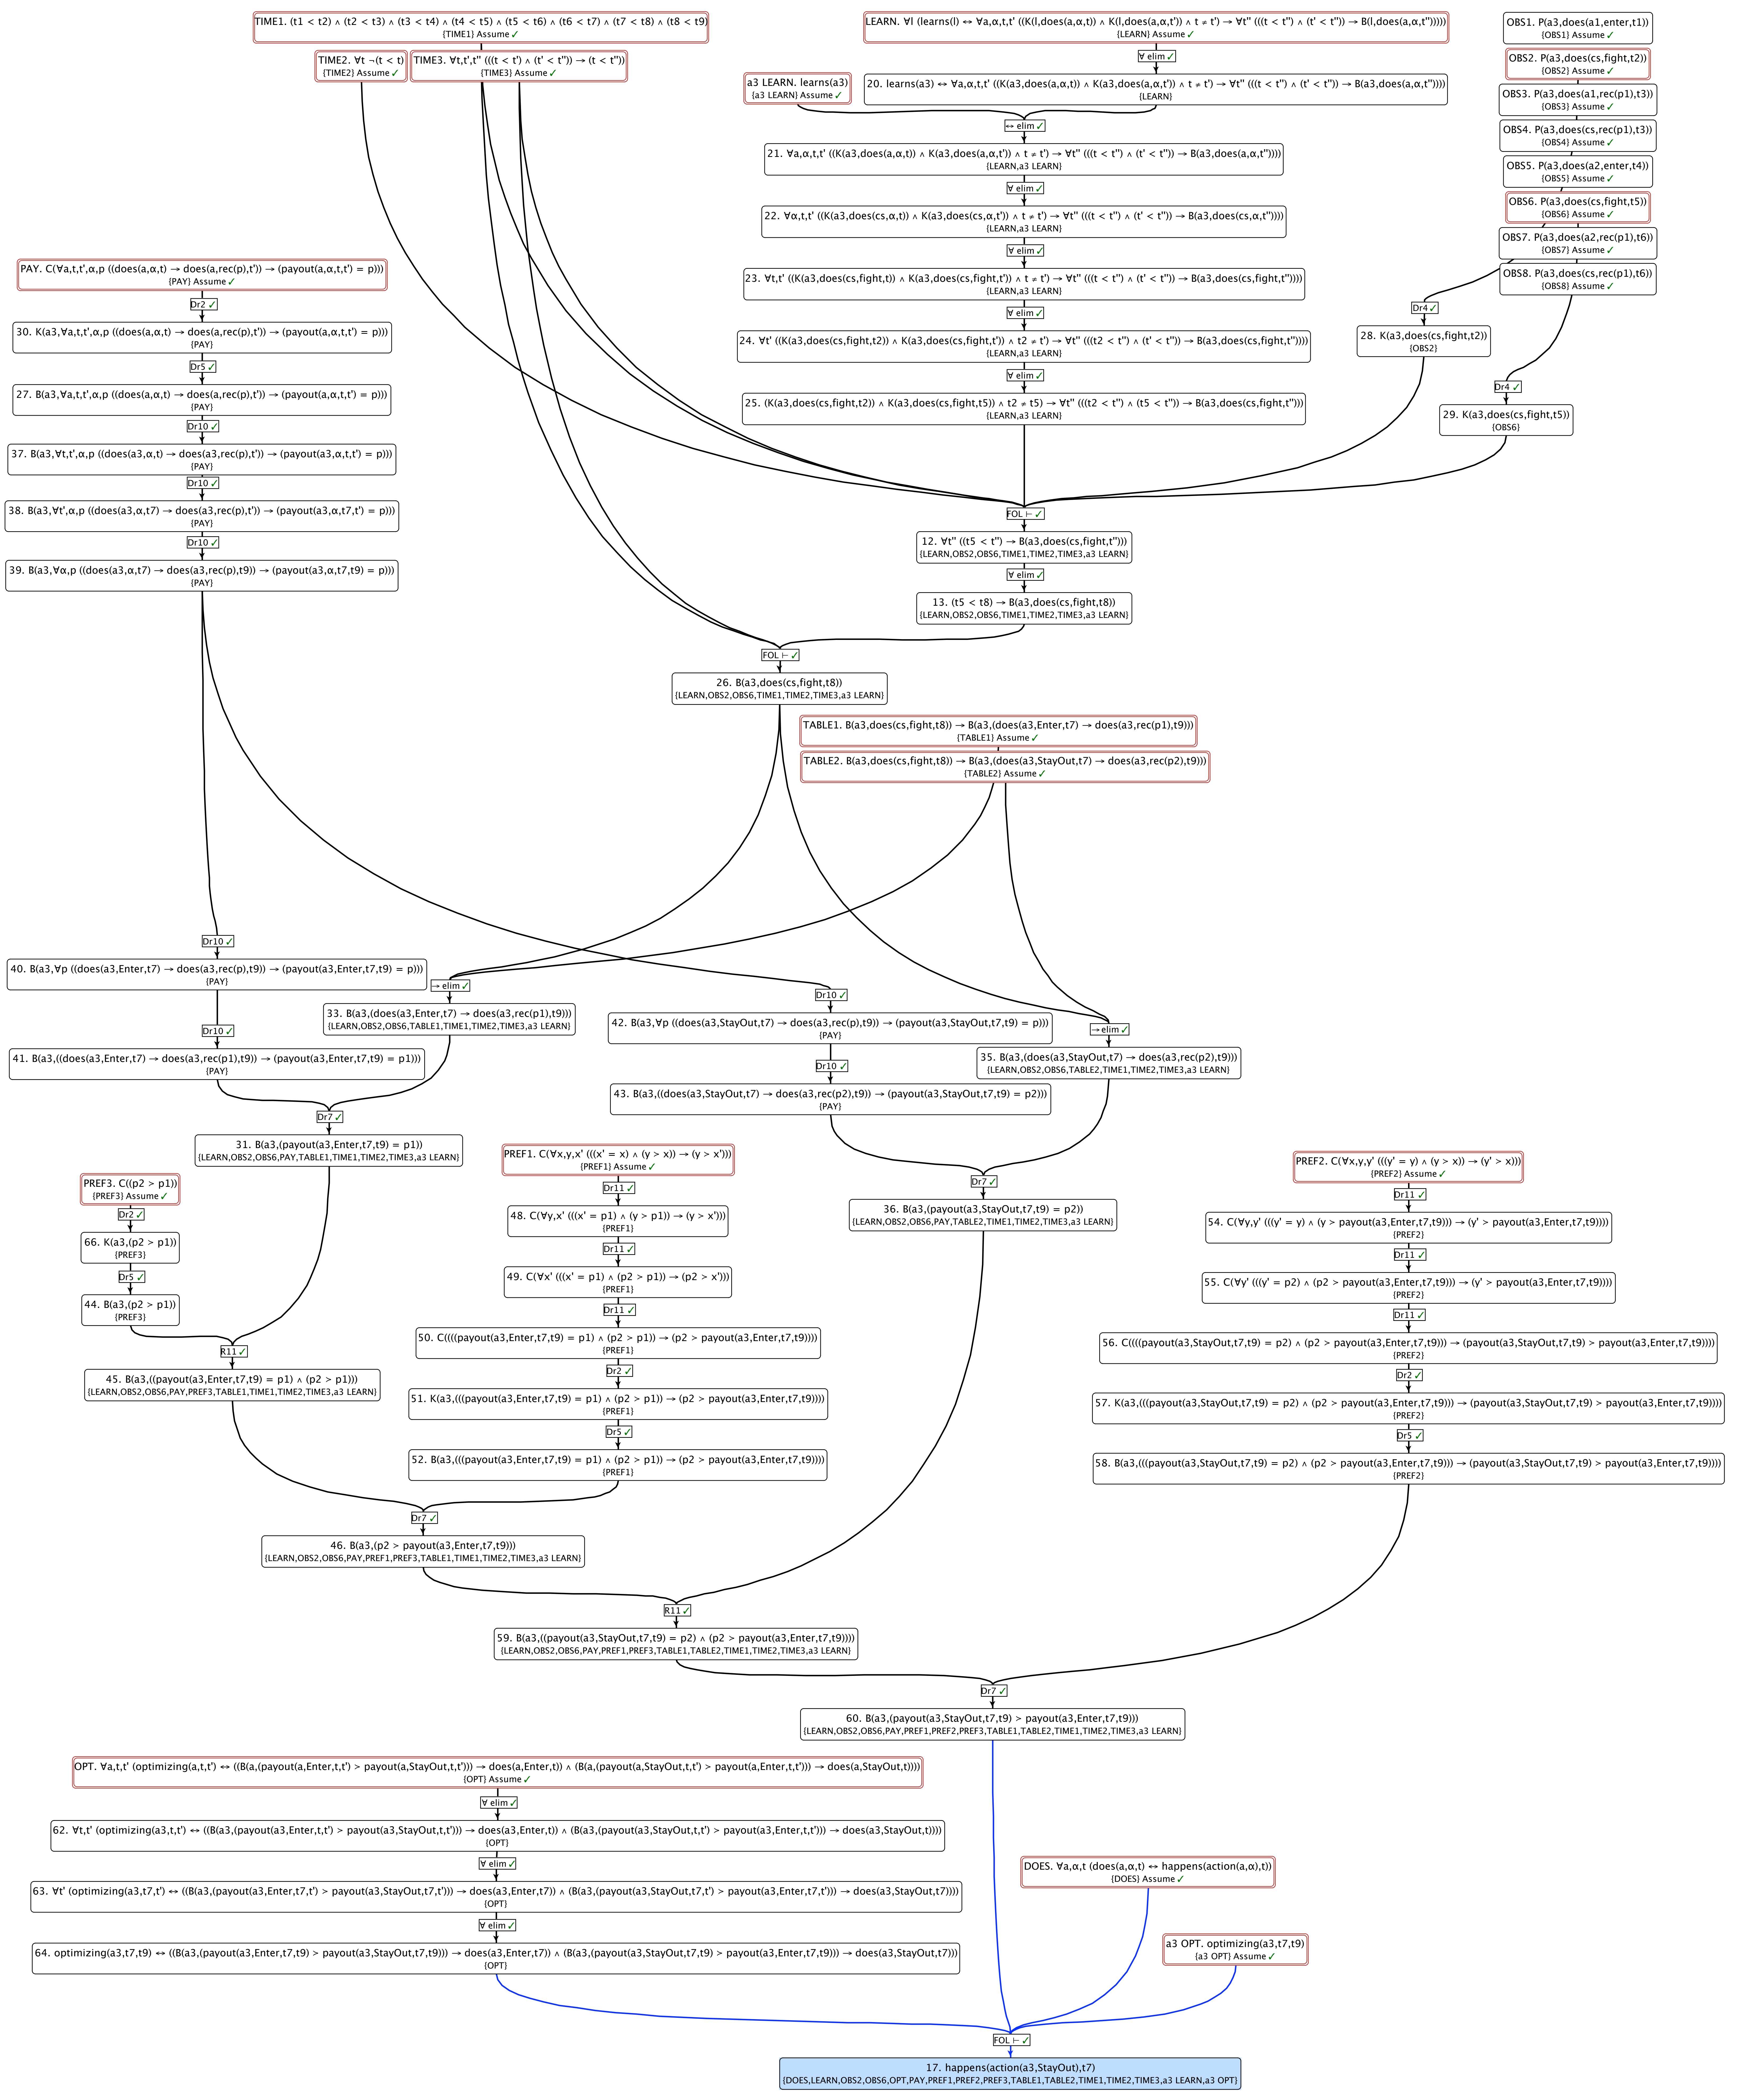 TIME1. (t1 < t2) ∧ (t2 < t3) ∧ (t3 < t4) ∧ (t4 < t5) ∧ (t5 < t6) ∧ (t6 < t7) ∧ (t7 < t8) ∧ (t8 < t9)
{TIME1} Assume ✓
LEARN. ∀l (learns(l) ↔ ∀a,α,t,t' ((K(l,does(a,α,t)) ∧ K(l,does(a,α,t')) ∧ t ≠ t') → ∀t'' (((t < t'') ∧ (t' < t'')) → B(l,does(a,α,t'')))))
{LEARN} Assume ✓
OBS1. P(a3,does(a1,enter,t1))
{OBS1} Assume ✓
TIME2. ∀t ¬(t < t)
{TIME2} Assume ✓
TIME3. ∀t,t',t'' (((t < t') ∧ (t' < t'')) → (t < t''))
{TIME3} Assume ✓
∀ elim ✓
OBS2. P(a3,does(cs,fight,t2))
{OBS2} Assume ✓
a3 LEARN. learns(a3)
{a3 LEARN} Assume ✓
20. learns(a3) ↔ ∀a,α,t,t' ((K(a3,does(a,α,t)) ∧ K(a3,does(a,α,t')) ∧ t ≠ t') → ∀t'' (((t < t'') ∧ (t' < t'')) → B(a3,does(a,α,t''))))
{LEARN}
OBS3. P(a3,does(a1,rec(p1),t3))
{OBS3} Assume ✓
↔ elim ✓
OBS4. P(a3,does(cs,rec(p1),t3))
{OBS4} Assume ✓
21. ∀a,α,t,t' ((K(a3,does(a,α,t)) ∧ K(a3,does(a,α,t')) ∧ t ≠ t') → ∀t'' (((t < t'') ∧ (t' < t'')) → B(a3,does(a,α,t''))))
{LEARN,a3 LEARN}
OBS5. P(a3,does(a2,enter,t4))
{OBS5} Assume ✓
∀ elim ✓
22. ∀α,t,t' ((K(a3,does(cs,α,t)) ∧ K(a3,does(cs,α,t')) ∧ t ≠ t') → ∀t'' (((t < t'') ∧ (t' < t'')) → B(a3,does(cs,α,t''))))
{LEARN,a3 LEARN}
OBS6. P(a3,does(cs,fight,t5))
{OBS6} Assume ✓
∀ elim ✓
OBS7. P(a3,does(a2,rec(p1),t6))
{OBS7} Assume ✓
PAY. C(∀a,t,t',α,p ((does(a,α,t) → does(a,rec(p),t')) → (payout(a,α,t,t') = p)))
{PAY} Assume ✓
23. ∀t,t' ((K(a3,does(cs,fight,t)) ∧ K(a3,does(cs,fight,t')) ∧ t ≠ t') → ∀t'' (((t < t'') ∧ (t' < t'')) → B(a3,does(cs,fight,t''))))
{LEARN,a3 LEARN}
OBS8. P(a3,does(cs,rec(p1),t6))
{OBS8} Assume ✓
Dr2 ✓
∀ elim ✓
Dr4 ✓
30. K(a3,∀a,t,t',α,p ((does(a,α,t) → does(a,rec(p),t')) → (payout(a,α,t,t') = p)))
{PAY}
24. ∀t' ((K(a3,does(cs,fight,t2)) ∧ K(a3,does(cs,fight,t')) ∧ t2 ≠ t') → ∀t'' (((t2 < t'') ∧ (t' < t'')) → B(a3,does(cs,fight,t''))))
{LEARN,a3 LEARN}
28. K(a3,does(cs,fight,t2))
{OBS2}
Dr5 ✓
∀ elim ✓
Dr4 ✓
27. B(a3,∀a,t,t',α,p ((does(a,α,t) → does(a,rec(p),t')) → (payout(a,α,t,t') = p)))
{PAY}
25. (K(a3,does(cs,fight,t2)) ∧ K(a3,does(cs,fight,t5)) ∧ t2 ≠ t5) → ∀t'' (((t2 < t'') ∧ (t5 < t'')) → B(a3,does(cs,fight,t'')))
{LEARN,a3 LEARN}
29. K(a3,does(cs,fight,t5))
{OBS6}
Dr10 ✓
37. B(a3,∀t,t',α,p ((does(a3,α,t) → does(a3,rec(p),t')) → (payout(a3,α,t,t') = p)))
{PAY}
Dr10 ✓
38. B(a3,∀t',α,p ((does(a3,α,t7) → does(a3,rec(p),t')) → (payout(a3,α,t7,t') = p)))
{PAY}
FOL ⊢ ✓
Dr10 ✓
12. ∀t'' ((t5 < t'') → B(a3,does(cs,fight,t'')))
{LEARN,OBS2,OBS6,TIME1,TIME2,TIME3,a3 LEARN}
39. B(a3,∀α,p ((does(a3,α,t7) → does(a3,rec(p),t9)) → (payout(a3,α,t7,t9) = p)))
{PAY}
∀ elim ✓
13. (t5 < t8) → B(a3,does(cs,fight,t8))
{LEARN,OBS2,OBS6,TIME1,TIME2,TIME3,a3 LEARN}
FOL ⊢ ✓
26. B(a3,does(cs,fight,t8))
{LEARN,OBS2,OBS6,TIME1,TIME2,TIME3,a3 LEARN}
TABLE1. B(a3,does(cs,fight,t8)) → B(a3,(does(a3,Enter,t7) → does(a3,rec(p1),t9)))
{TABLE1} Assume ✓
TABLE2. B(a3,does(cs,fight,t8)) → B(a3,(does(a3,StayOut,t7) → does(a3,rec(p2),t9)))
{TABLE2} Assume ✓
Dr10 ✓
40. B(a3,∀p ((does(a3,Enter,t7) → does(a3,rec(p),t9)) → (payout(a3,Enter,t7,t9) = p)))
{PAY}
→ elim ✓
Dr10 ✓
33. B(a3,(does(a3,Enter,t7) → does(a3,rec(p1),t9)))
{LEARN,OBS2,OBS6,TABLE1,TIME1,TIME2,TIME3,a3 LEARN}
42. B(a3,∀p ((does(a3,StayOut,t7) → does(a3,rec(p),t9)) → (payout(a3,StayOut,t7,t9) = p)))
{PAY}
Dr10 ✓
→ elim ✓
41. B(a3,((does(a3,Enter,t7) → does(a3,rec(p1),t9)) → (payout(a3,Enter,t7,t9) = p1)))
{PAY}
Dr10 ✓
35. B(a3,(does(a3,StayOut,t7) → does(a3,rec(p2),t9)))
{LEARN,OBS2,OBS6,TABLE2,TIME1,TIME2,TIME3,a3 LEARN}
43. B(a3,((does(a3,StayOut,t7) → does(a3,rec(p2),t9)) → (payout(a3,StayOut,t7,t9) = p2)))
{PAY}
Dr7 ✓
31. B(a3,(payout(a3,Enter,t7,t9) = p1))
{LEARN,OBS2,OBS6,PAY,TABLE1,TIME1,TIME2,TIME3,a3 LEARN}
PREF1. C(∀x,y,x' (((x' = x) ∧ (y > x)) → (y > x')))
{PREF1} Assume ✓
PREF2. C(∀x,y,y' (((y' = y) ∧ (y > x)) → (y' > x)))
{PREF2} Assume ✓
PREF3. C((p2 > p1))
{PREF3} Assume ✓
Dr11 ✓
Dr7 ✓
Dr11 ✓
Dr2 ✓
48. C(∀y,x' (((x' = p1) ∧ (y > p1)) → (y > x')))
{PREF1}
36. B(a3,(payout(a3,StayOut,t7,t9) = p2))
{LEARN,OBS2,OBS6,PAY,TABLE2,TIME1,TIME2,TIME3,a3 LEARN}
54. C(∀y,y' (((y' = y) ∧ (y > payout(a3,Enter,t7,t9))) → (y' > payout(a3,Enter,t7,t9))))
{PREF2}
66. K(a3,(p2 > p1))
{PREF3}
Dr11 ✓
Dr11 ✓
Dr5 ✓
49. C(∀x' (((x' = p1) ∧ (p2 > p1)) → (p2 > x')))
{PREF1}
55. C(∀y' (((y' = p2) ∧ (p2 > payout(a3,Enter,t7,t9))) → (y' > payout(a3,Enter,t7,t9))))
{PREF2}
44. B(a3,(p2 > p1))
{PREF3}
Dr11 ✓
Dr11 ✓
50. C((((payout(a3,Enter,t7,t9) = p1) ∧ (p2 > p1)) → (p2 > payout(a3,Enter,t7,t9))))
{PREF1}
56. C((((payout(a3,StayOut,t7,t9) = p2) ∧ (p2 > payout(a3,Enter,t7,t9))) → (payout(a3,StayOut,t7,t9) > payout(a3,Enter,t7,t9))))
{PREF2}
R11 ✓
Dr2 ✓
Dr2 ✓
45. B(a3,((payout(a3,Enter,t7,t9) = p1) ∧ (p2 > p1)))
{LEARN,OBS2,OBS6,PAY,PREF3,TABLE1,TIME1,TIME2,TIME3,a3 LEARN}
51. K(a3,(((payout(a3,Enter,t7,t9) = p1) ∧ (p2 > p1)) → (p2 > payout(a3,Enter,t7,t9))))
{PREF1}
57. K(a3,(((payout(a3,StayOut,t7,t9) = p2) ∧ (p2 > payout(a3,Enter,t7,t9))) → (payout(a3,StayOut,t7,t9) > payout(a3,Enter,t7,t9))))
{PREF2}
Dr5 ✓
Dr5 ✓
52. B(a3,(((payout(a3,Enter,t7,t9) = p1) ∧ (p2 > p1)) → (p2 > payout(a3,Enter,t7,t9))))
{PREF1}
58. B(a3,(((payout(a3,StayOut,t7,t9) = p2) ∧ (p2 > payout(a3,Enter,t7,t9))) → (payout(a3,StayOut,t7,t9) > payout(a3,Enter,t7,t9))))
{PREF2}
Dr7 ✓
46. B(a3,(p2 > payout(a3,Enter,t7,t9)))
{LEARN,OBS2,OBS6,PAY,PREF1,PREF3,TABLE1,TIME1,TIME2,TIME3,a3 LEARN}
R11 ✓
59. B(a3,((payout(a3,StayOut,t7,t9) = p2) ∧ (p2 > payout(a3,Enter,t7,t9))))
{LEARN,OBS2,OBS6,PAY,PREF1,PREF3,TABLE1,TABLE2,TIME1,TIME2,TIME3,a3 LEARN}
Dr7 ✓
60. B(a3,(payout(a3,StayOut,t7,t9) > payout(a3,Enter,t7,t9)))
{LEARN,OBS2,OBS6,PAY,PREF1,PREF2,PREF3,TABLE1,TABLE2,TIME1,TIME2,TIME3,a3 LEARN}
OPT. ∀a,t,t' (optimizing(a,t,t') ↔ ((B(a,(payout(a,Enter,t,t') > payout(a,StayOut,t,t'))) → does(a,Enter,t)) ∧ (B(a,(payout(a,StayOut,t,t') > payout(a,Enter,t,t'))) → does(a,StayOut,t))))
{OPT} Assume ✓
∀ elim ✓
62. ∀t,t' (optimizing(a3,t,t') ↔ ((B(a3,(payout(a3,Enter,t,t') > payout(a3,StayOut,t,t'))) → does(a3,Enter,t)) ∧ (B(a3,(payout(a3,StayOut,t,t') > payout(a3,Enter,t,t'))) → does(a3,StayOut,t))))
{OPT}
∀ elim ✓
DOES. ∀a,α,t (does(a,α,t) ↔ happens(action(a,α),t))
{DOES} Assume ✓
63. ∀t' (optimizing(a3,t7,t') ↔ ((B(a3,(payout(a3,Enter,t7,t') > payout(a3,StayOut,t7,t'))) → does(a3,Enter,t7)) ∧ (B(a3,(payout(a3,StayOut,t7,t') > payout(a3,Enter,t7,t'))) → does(a3,StayOut,t7))))
{OPT}
∀ elim ✓
a3 OPT. optimizing(a3,t7,t9)
{a3 OPT} Assume ✓
64. optimizing(a3,t7,t9) ↔ ((B(a3,(payout(a3,Enter,t7,t9) > payout(a3,StayOut,t7,t9))) → does(a3,Enter,t7)) ∧ (B(a3,(payout(a3,StayOut,t7,t9) > payout(a3,Enter,t7,t9))) → does(a3,StayOut,t7)))
{OPT}
FOL ⊢ ✓
17. happens(action(a3,StayOut),t7)
{DOES,LEARN,OBS2,OBS6,OPT,PAY,PREF1,PREF2,PREF3,TABLE1,TABLE2,TIME1,TIME2,TIME3,a3 LEARN,a3 OPT}